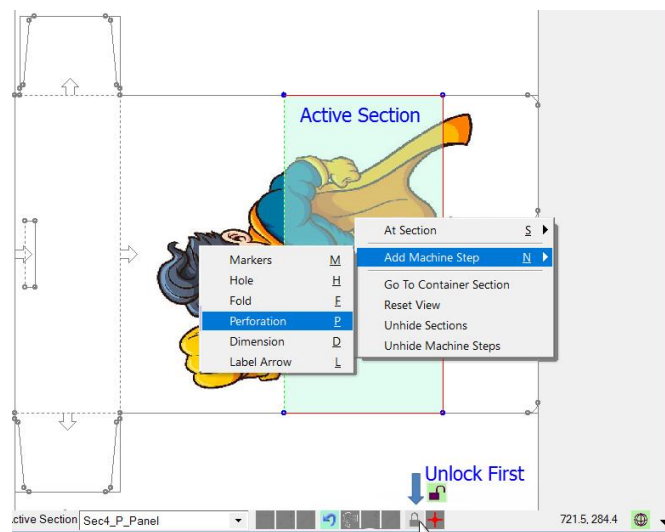 Active Section
At Section S
Add Machine Step N
Go To Container Section
Reset View
Unhide Sections
Unhide Machine Steps
Markers M
Hole H
Fold F
Perforation P
Dimension D
Label Arrow L
Unlock First
ctive Section Sec4_P_Panel 721.5, 284.4